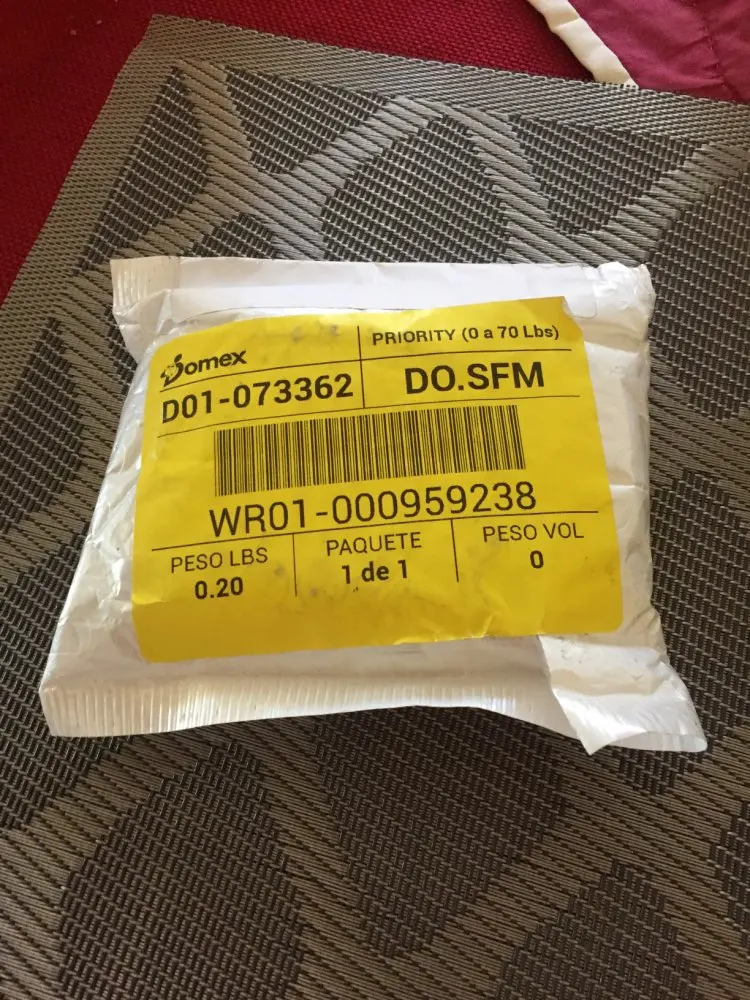 Domex
PRIORITY (0 a 70 Lbs)
D01-073362
DO.SFM
WR01-000959238
PESO LBS
0.20
PAQUETE
1 de 1
PESO VOL
0